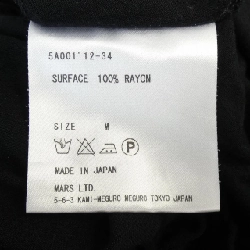 5A001112-34
SURFACE 100% RAYON
SIZE M
P
MADE IN JAPAN
MARS LTD.
5-6-3 KAMI-MEGURO MEGURO TOKYO JAPAN